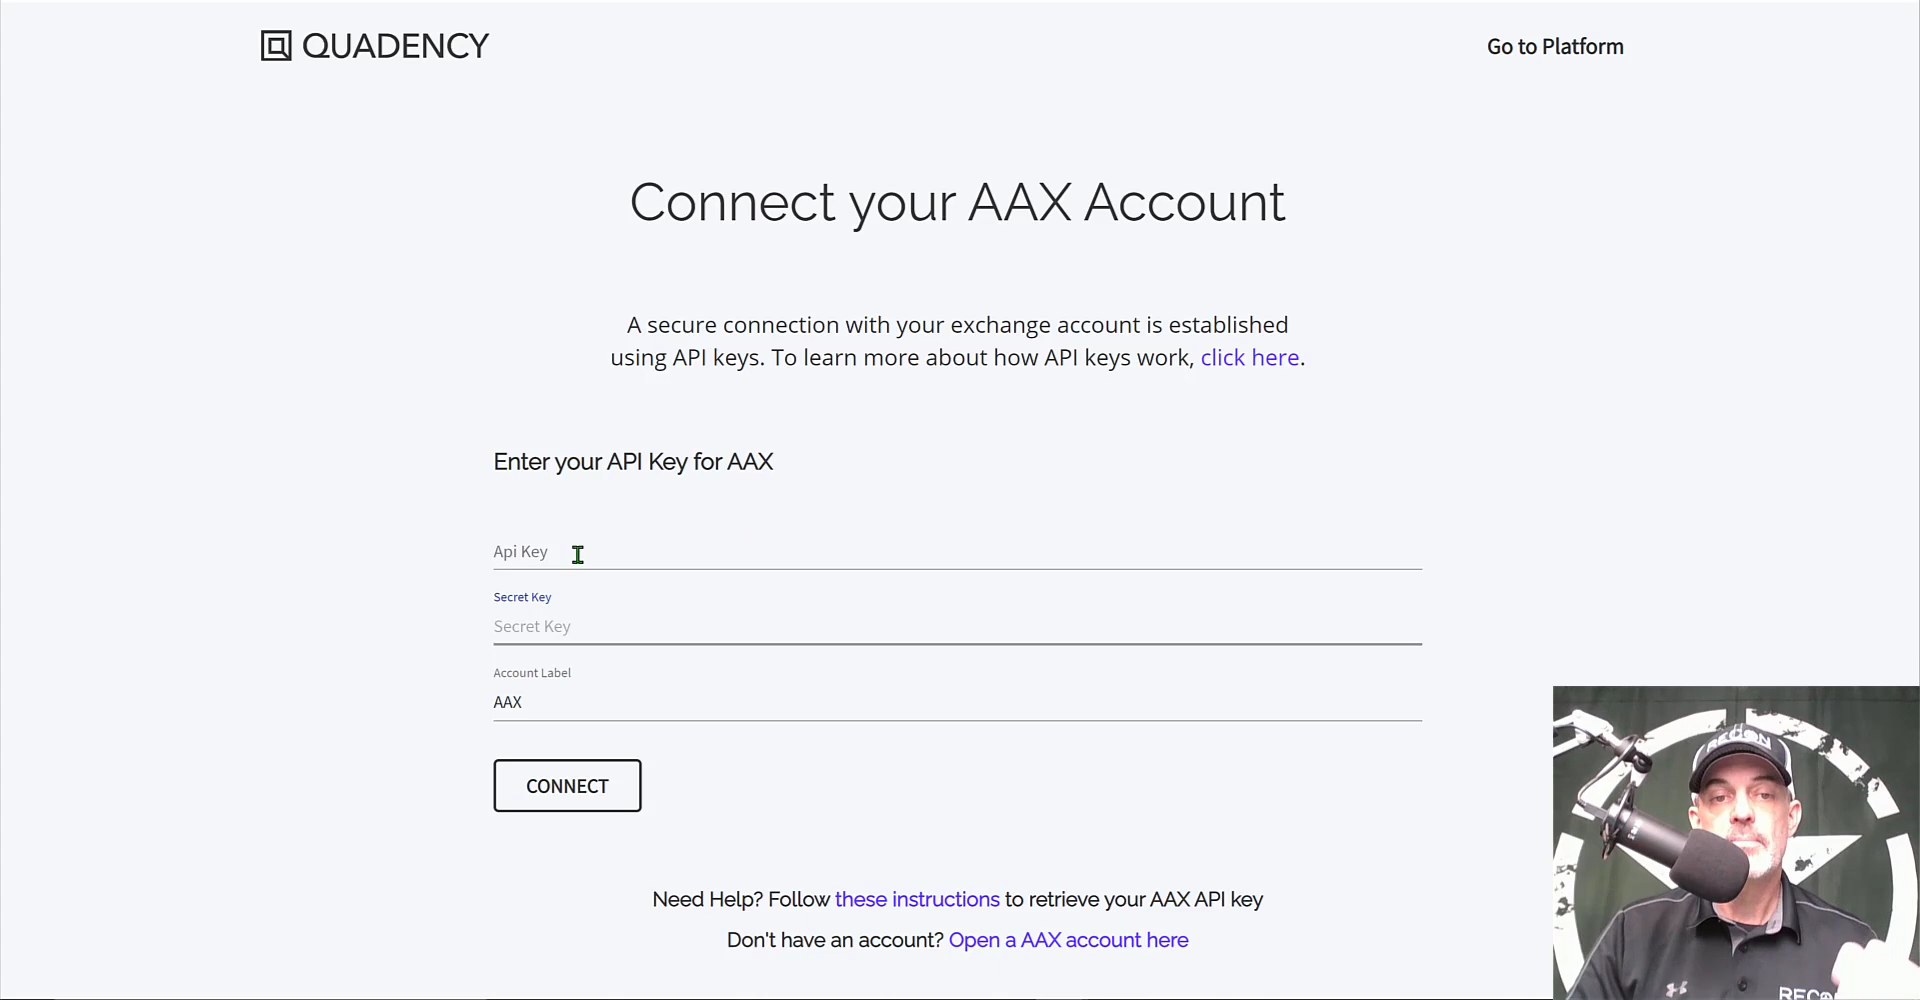 QUADENCY
Go to Platform
Connect your AAX Account
A secure connection with your exchange account is established
using API keys. To learn more about how API keys work, click here.
Enter your API Key for AAX
Api Key
Secret Key
Secret Key
Account Label
AAX
CONNECT
Need Help? Follow these instructions to retrieve your AAX API key
Don't have an account? Open a AAX account here
RECON